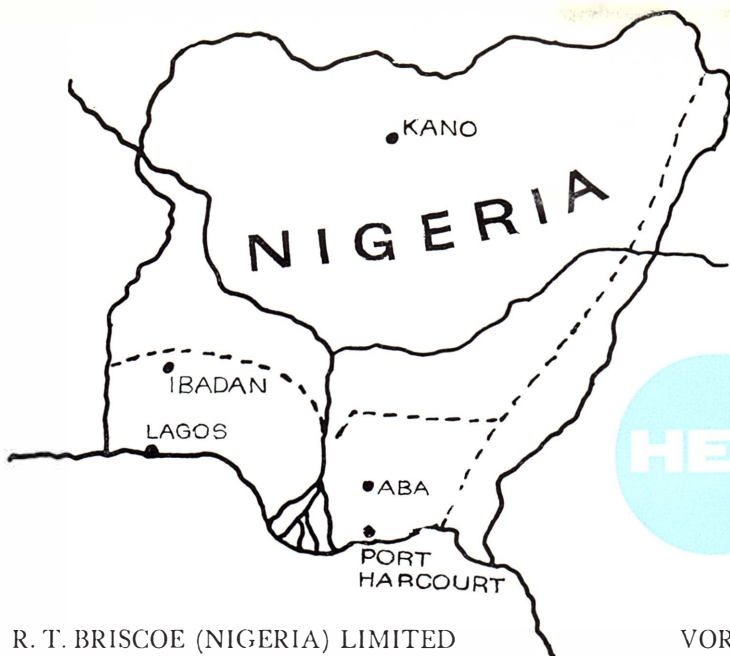 KANO
NIGERIA
IBADAN
LAGOS
ABA
PORT
HARCOURT
R. T. BRISCOE (NIGERIA) LIMITED